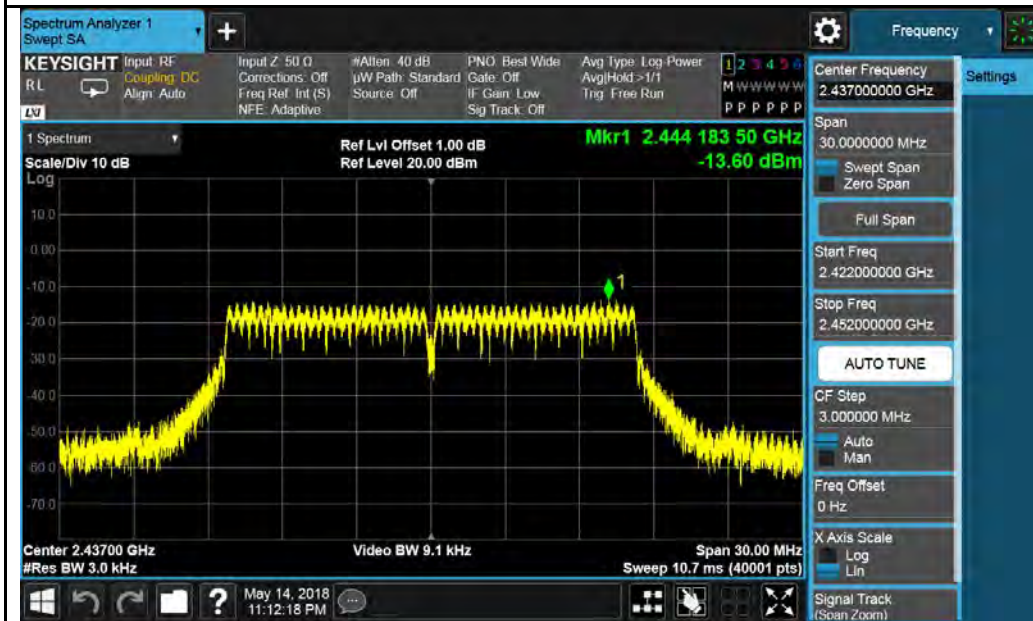 Spectrum Analyzer 1
Swept SA
+
Frequency
KEYSIGHT
RL
LXI
Input: RF
Coupling: DC
Align: Auto
Input Z: 50 Ω
Corrections: Off
Freq Ref: Int (S)
NFE: Adaptive
#Atten: 40 dB
µW Path: Standard
Source: Off
PNO: Best Wide
Gate: Off
IF Gain: Low
Sig Track: Off
Avg Type: Log-Power
Avg|Hold:>1/1
Trig: Free Run
1 2 3 4 5 6
M W W W W W
P P P P P P
1 Spectrum
Scale/Div 10 dB
Log
Ref Lvl Offset 1.00 dB
Ref Level 20.00 dBm
Mkr1 2.444 183 50 GHz
-13.60 dBm
10.0
0.00
-10.0
-20.0
-30.0
-40.0
-50.0
-60.0
-70.0
1
Center 2.43700 GHz
#Res BW 3.0 kHz
Video BW 9.1 kHz
Span 30.00 MHz
Sweep 10.7 ms (40001 pts)
Center Frequency
2.437000000 GHz
Settings
Span
30.0000000 MHz
Swept Span
Zero Span
Full Span
Start Freq
2.422000000 GHz
Stop Freq
2.452000000 GHz
AUTO TUNE
CF Step
3.000000 MHz
Auto
Man
Freq Offset
0 Hz
X Axis Scale
Log
Lin
Signal Track
(Span Zoom)
?
May 14, 2018
11:12:18 PM